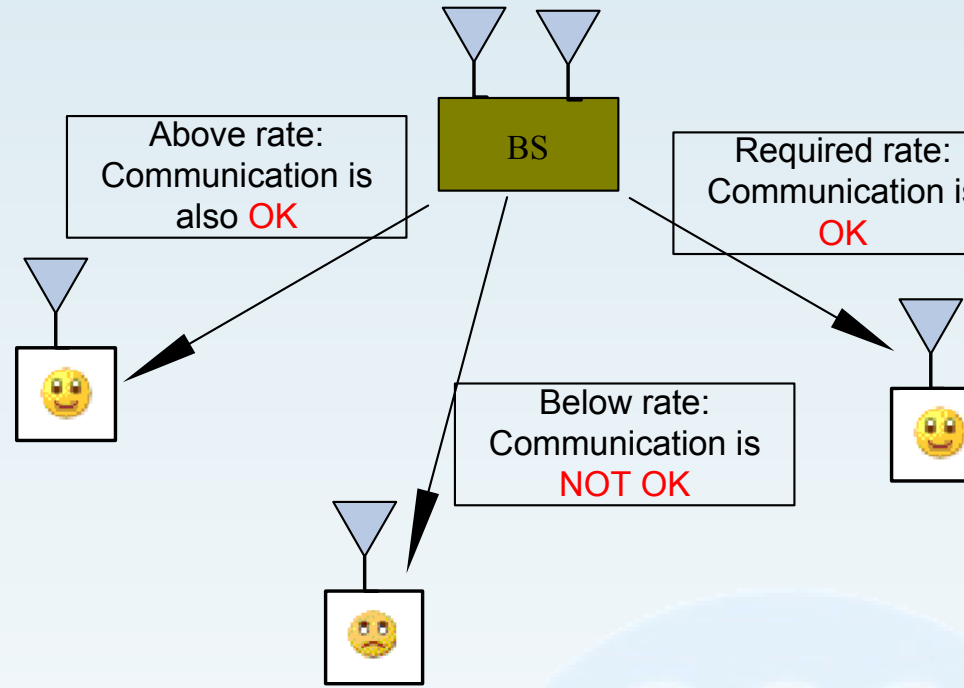 BS
Above rate:
Communication is
also OK
Required rate:
Communication is
OK
Below rate:
Communication is
NOT OK